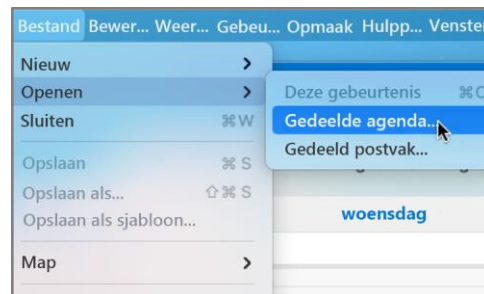 Bestand Bewer... Weer... Gebeu... Opmaak Hulpp... Venste
Nieuw
Openen
Deze gebeurtenis ⌘O
Sluiten ⌘W
Gedeelde agenda...
Gedeeld postvak...
Opslaan ⌘ S
Opslaan als... ⇧⌘ S
Opslaan als sjabloon...
woensdag
Map